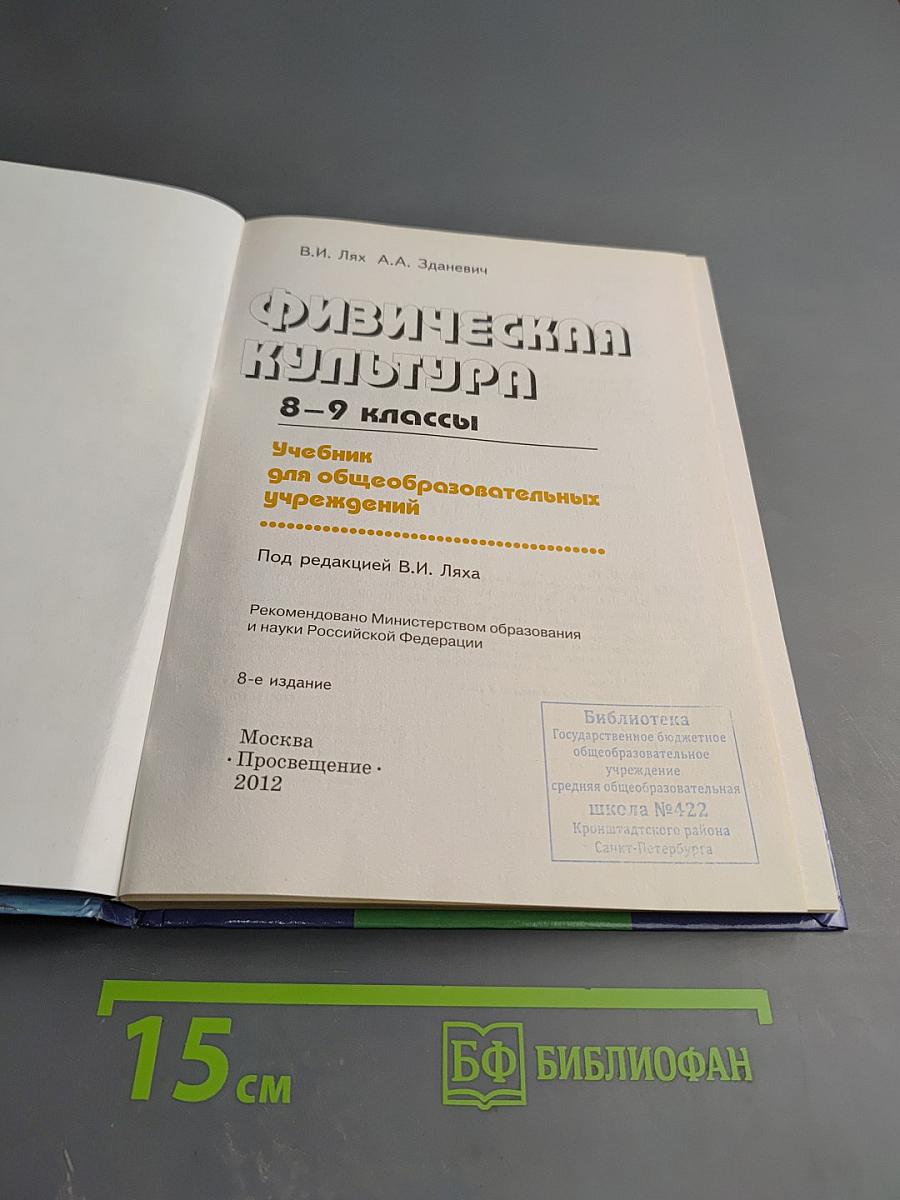 В.И. Лях А.А. Зданевич
ФИЗИЧЕСКАЯ
КУЛЬТУРА
8–9 классы
Учебник
для общеобразовательных
учреждений
Под редакцией В.И. Ляха
Рекомендовано Министерством образования
и науки Российской Федерации
8-е издание
Москва
• Просвещение •
2012
Библиотека
Государственное бюджетное
общеобразовательное
учреждение
средняя общеобразовательная
школа №422
Кронштадтского района
Санкт-Петербурга
15 см
БФ БИБЛИОФАН